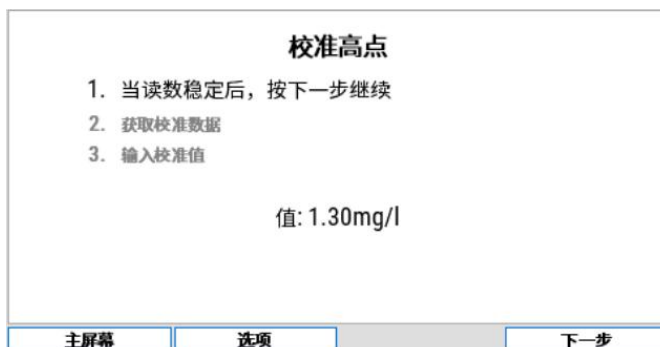 校准高点
1. 当读数稳定后，按下一步继续
2. 获取校准数据
3. 输入校准值
值: 1.30mg/l
主屏幕 选项 下一步